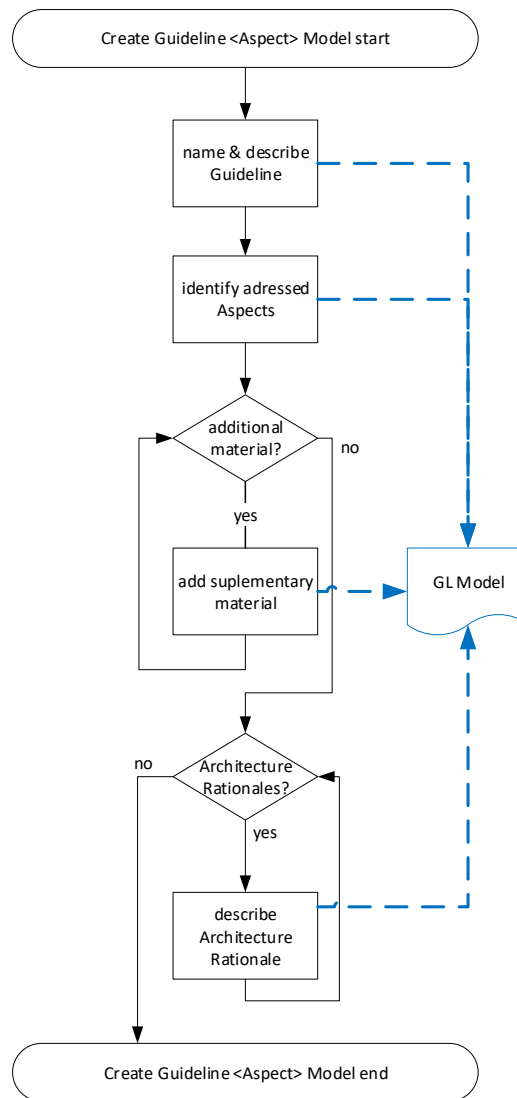 Create Guideline <Aspect> Model start
name & describe
Guideline
identify adressed
Aspects
additional
material?
no
yes
add suplementary
material
GL Model
no
Architecture
Rationales?
yes
describe
Architecture
Rationale
Create Guideline <Aspect> Model end